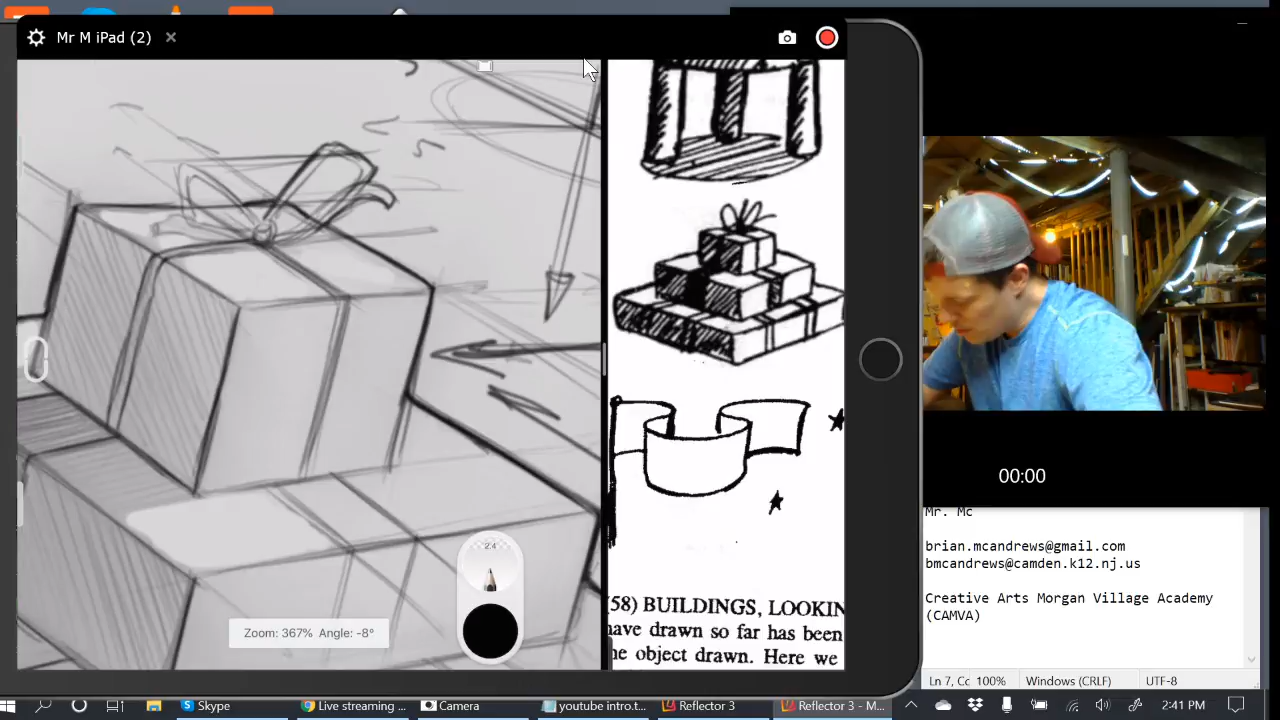 Mr M iPad (2)
Zoom: 367% Angle: -8°
2.4
(58) BUILDINGS, LOOKIN
have drawn so far has been
he object drawn. Here we
00:00
Mr. Mc
brian.mcandrews@gmail.com
bmcandrews@camden.k12.nj.us
Creative Arts Morgan Village Academy
(CAMVA)
Ln 7, Cc 100% Windows (CRLF) UTF-8
Skype Live streaming ... Camera youtube intro.t... Reflector 3 Reflector 3 - M... 2:41 PM